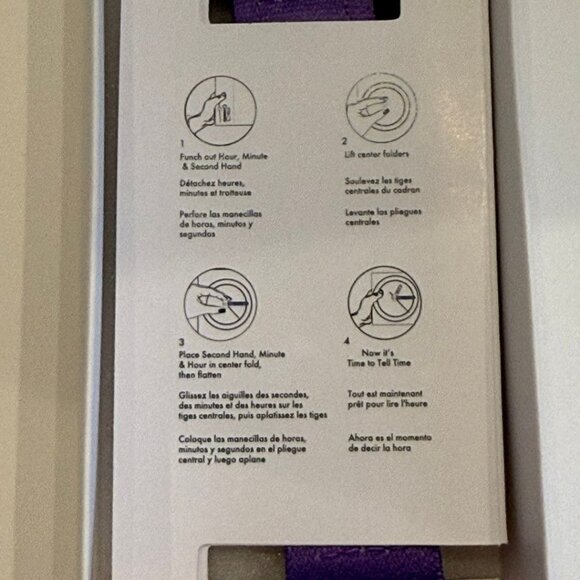 1
Punch out Hour, Minute
& Second Hand
Détachez heures,
minutes et trotteuse
Perfore las manecillas
de horas, minutos y
segundos
2
Lift center folders
Soulevez les tiges
centrales du cadran
Levante los pliegues
centrales
3
Place Second Hand, Minute
& Hour in center fold,
then flatten
Glissez les aiguilles des secondes,
des minutes et des heures sur les
tiges centrales, puis aplatissez les tiges
Coloque las manecillas de horas,
minutos y segundos en el pliegue
central y luego aplane
4
Now it's
Time to Tell Time
Tout est maintenant
prêt pour lire l'heure
Ahora es el momento
de decir la hora